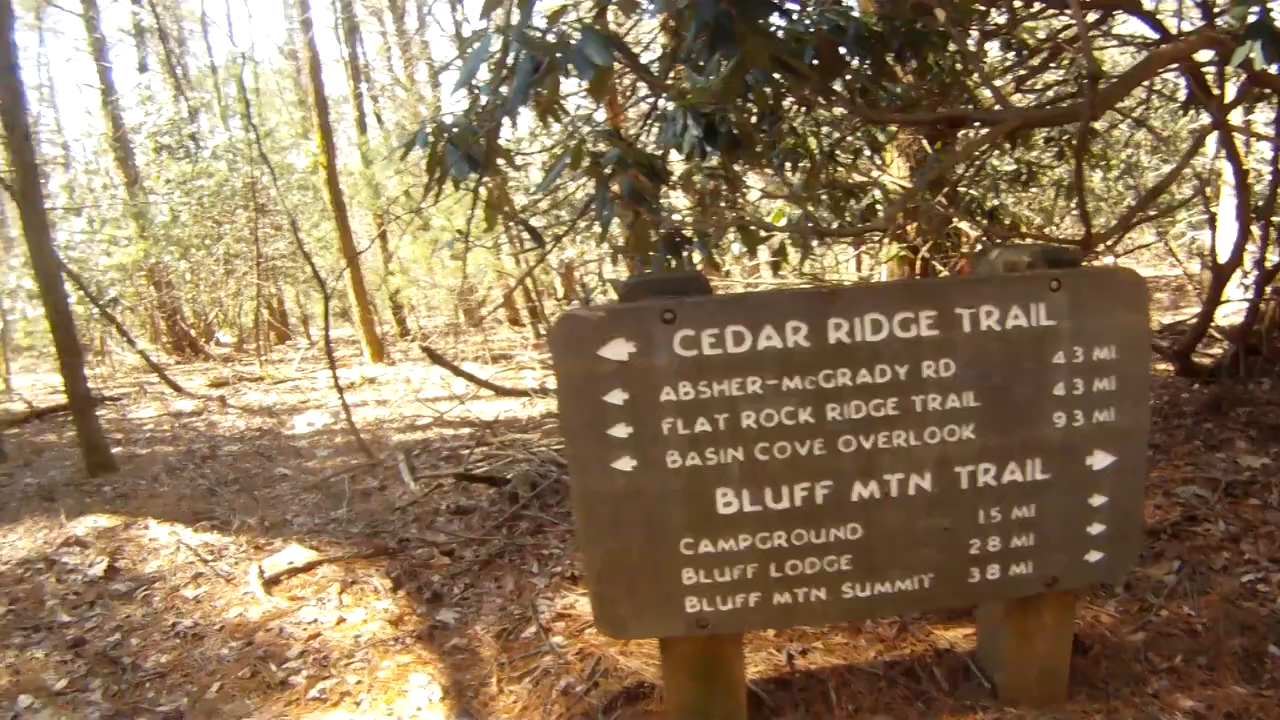 CEDAR RIDGE TRAIL
ABSHER-McGRADY RD 4.3 MI
FLAT ROCK RIDGE TRAIL 4.3 MI
BASIN COVE OVERLOOK 9.3 MI
BLUFF MTN. TRAIL
CAMPGROUND 1.5 MI
BLUFF LODGE 2.8 MI
BLUFF MTN. SUMMIT 3.8 MI